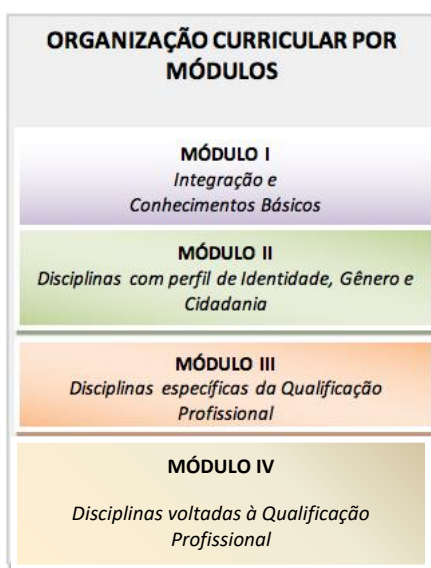 ORGANIZAÇÃO CURRICULAR POR
MÓDULOS
MÓDULO I
Integração e
Conhecimentos Básicos
MÓDULO II
Disciplinas com perfil de Identidade, Gênero e
Cidadania
MÓDULO III
Disciplinas específicas da Qualificação
Profissional
MÓDULO IV
Disciplinas voltadas à Qualificação
Profissional